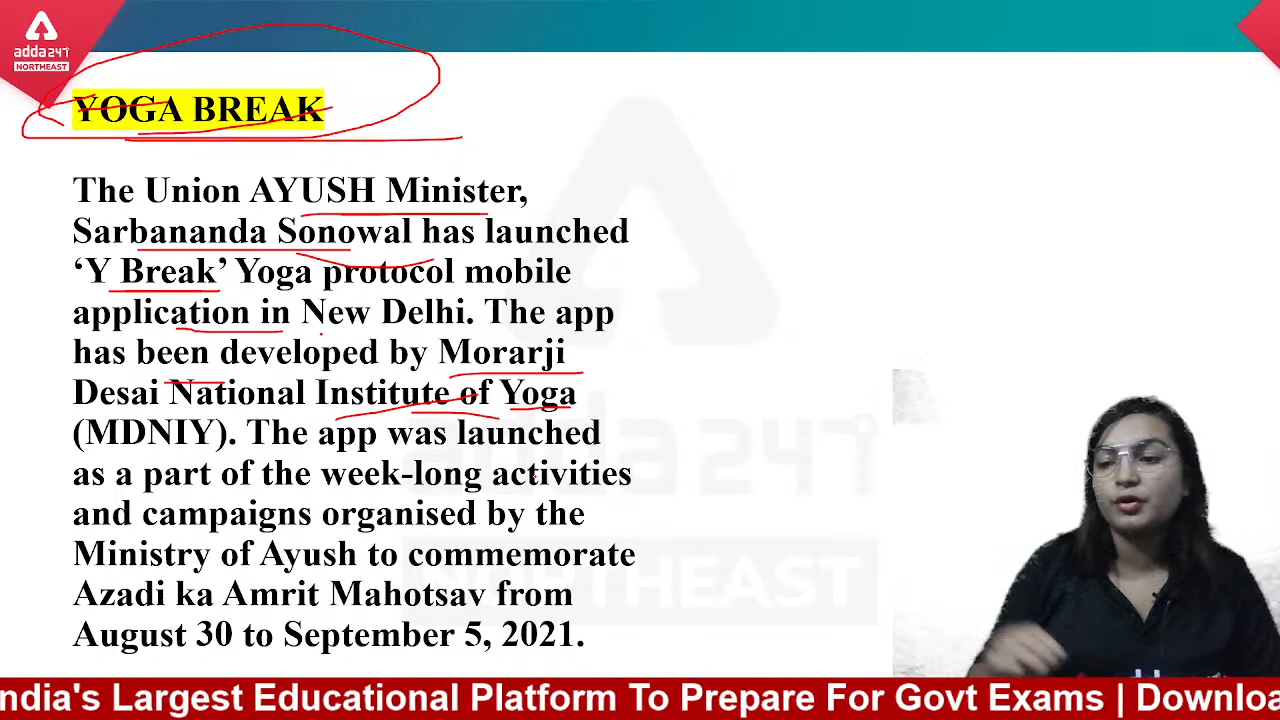 adda247
NORTHEAST
YOGA BREAK
The Union AYUSH Minister,
Sarbananda Sonowal has launched
‘Y Break’ Yoga protocol mobile
application in New Delhi. The app
has been developed by Morarji
Desai National Institute of Yoga
(MDNIY). The app was launched
as a part of the week-long activities
and campaigns organised by the
Ministry of Ayush to commemorate
Azadi ka Amrit Mahotsav from
August 30 to September 5, 2021.
adda247
NORTHEAST
ndia's Largest Educational Platform To Prepare For Govt Exams | Downloa